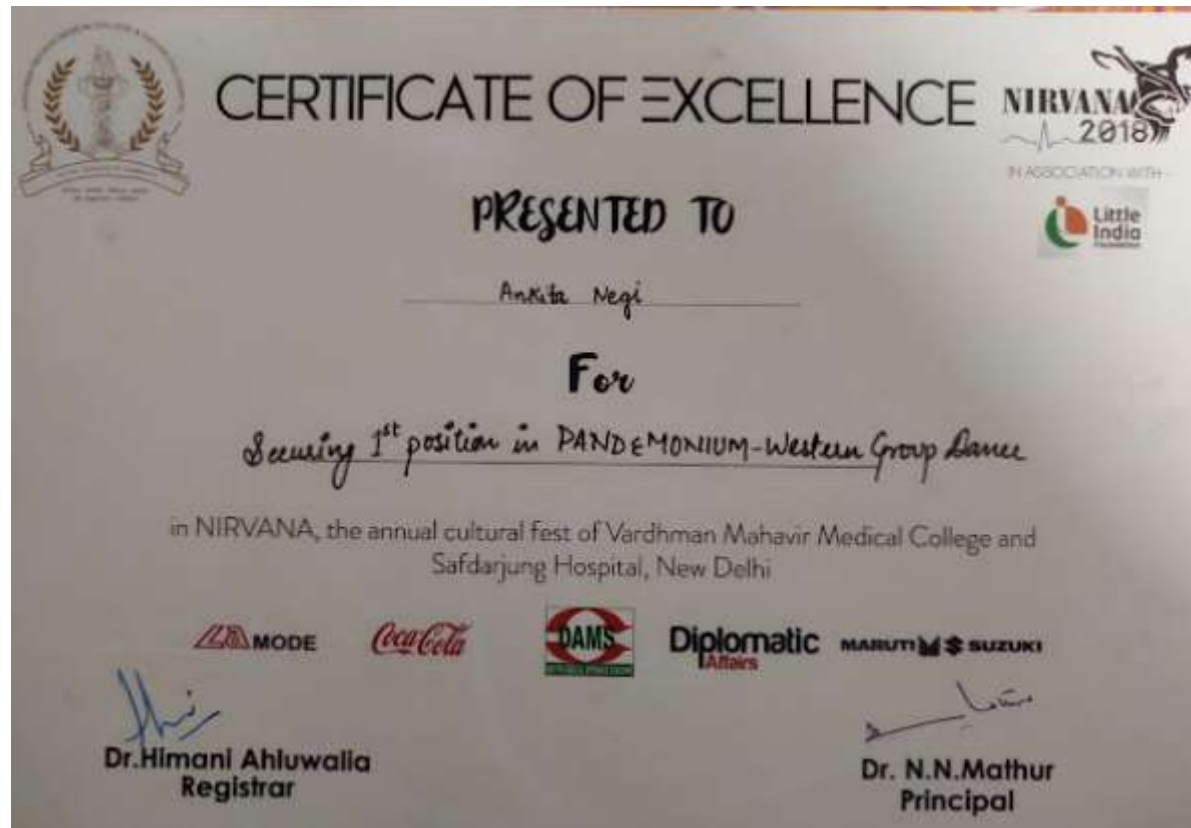 CERTIFICATE OF EXCELLENCE
NIRVANA
2018
IN ASSOCIATION WITH
Little
India
Foundation
PRESENTED TO
Ankita Negi
For
Securing 1st position in PANDEMONIUM-Western Group Dance
in NIRVANA, the annual cultural fest of Vardhman Mahavir Medical College and
Safdarjung Hospital, New Delhi
MODE
Coca-Cola
DAMS
Diplomatic
Affairs
MARUTI SUZUKI
Dr.Himani Ahluwalia
Registrar
Dr. N.N.Mathur
Principal